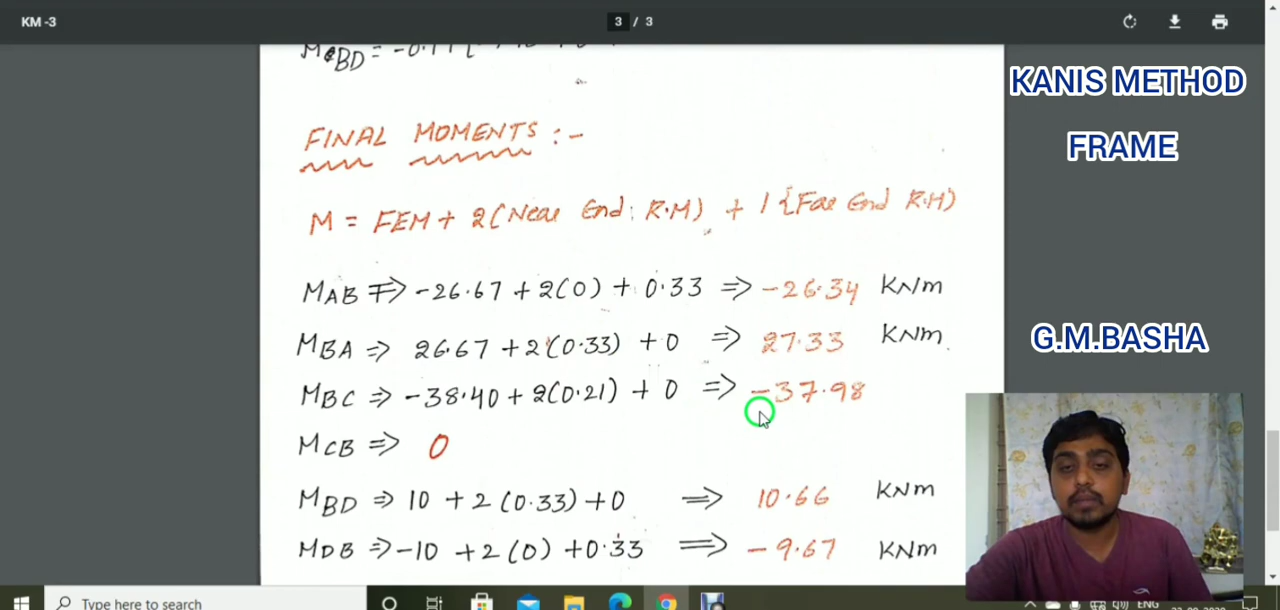 KM -3
3 / 3
KANIS METHOD
FRAME
FINAL MOMENTS :-
M = FEM + 2(Near End: R.M) + 1{Far End R.M)
MAB => -26.67 + 2(0) + 0.33 => -26.34 KNm
MBA => 26.67 + 2(0.33) + 0 => 27.33 KNm
G.M.BASHA
MBC => -38.40 + 2(0.21) + 0 => -37.98
MCB => 0
MBD => 10 + 2(0.33) + 0 => 10.66 KNm
MDB => -10 + 2(0) + 0.33 => -9.67 KNm
Type here to search
ENG